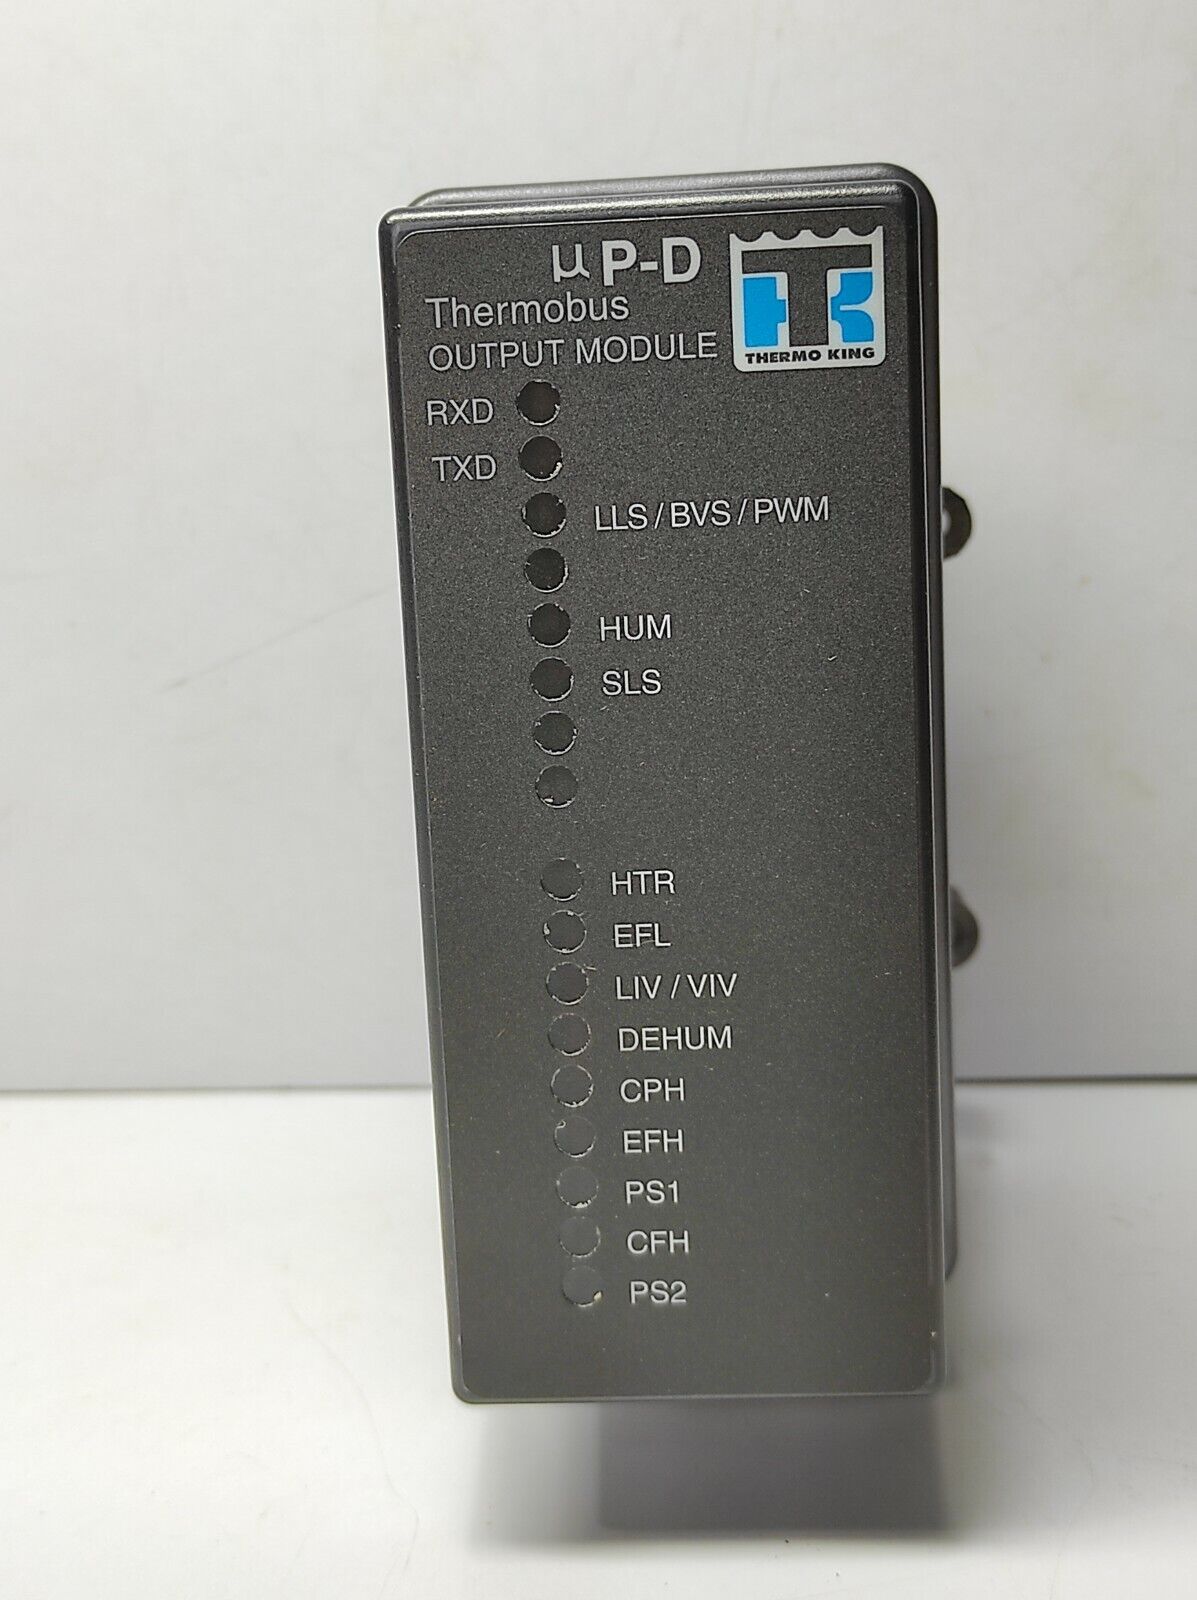 µP-D
Thermobus
OUTPUT MODULE
TK
THERMO KING
RXD
TXD
LLS / BVS / PWM
HUM
SLS
HTR
EFL
LIV / VIV
DEHUM
CPH
EFH
PS1
CFH
PS2